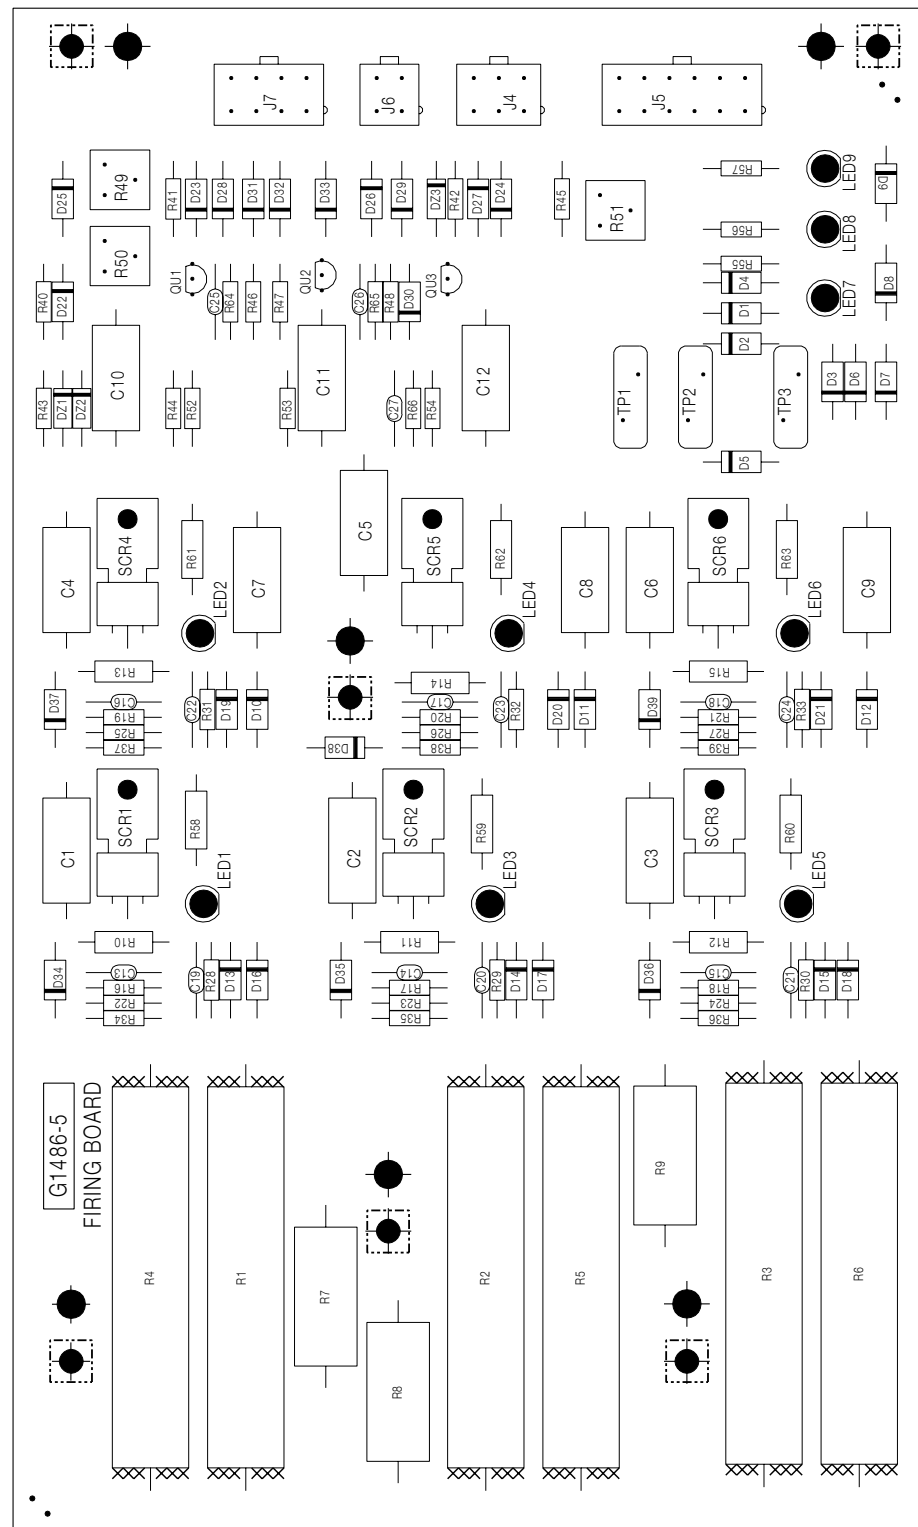 J7
J6
J4
J5
D25
R49
R41
D23
D28
D31
D32
D33
D26
D29
DZ3
R42
D27
D24
R45
R51
R57
LED9
D9
R50
R56
LED8
QU1
QU2
QU3
R55
R40
D22
C25
R64
R46
R47
C26
R65
R48
D30
D4
LED7
D8
D1
D2
C10
C11
C12
TP1
TP2
TP3
D3
D6
D7
R43
DZ1
DZ2
R44
R52
R53
C27
R66
R54
D5
C5
C4
SCR4
R61
LED2
C7
SCR5
R62
LED4
C8
C6
SCR6
R63
LED6
C9
R13
R14
R15
D37
C16
R19
R25
R37
C22
R31
D19
D10
C17
R20
R26
R38
C23
R32
D20
D11
D39
C18
R21
R27
R39
C24
R33
D21
D12
D38
C1
SCR1
R58
LED1
C2
SCR2
R59
LED3
C3
SCR3
R60
LED5
R10
R11
R12
D34
C13
R16
R22
R34
C19
R28
D13
D16
D35
C14
R17
R23
R35
C20
R29
D14
D17
D36
C15
R18
R24
R36
C21
R30
D15
D18
G1486-5
FIRING BOARD
R4
R1
R7
R8
R2
R5
R9
R3
R6